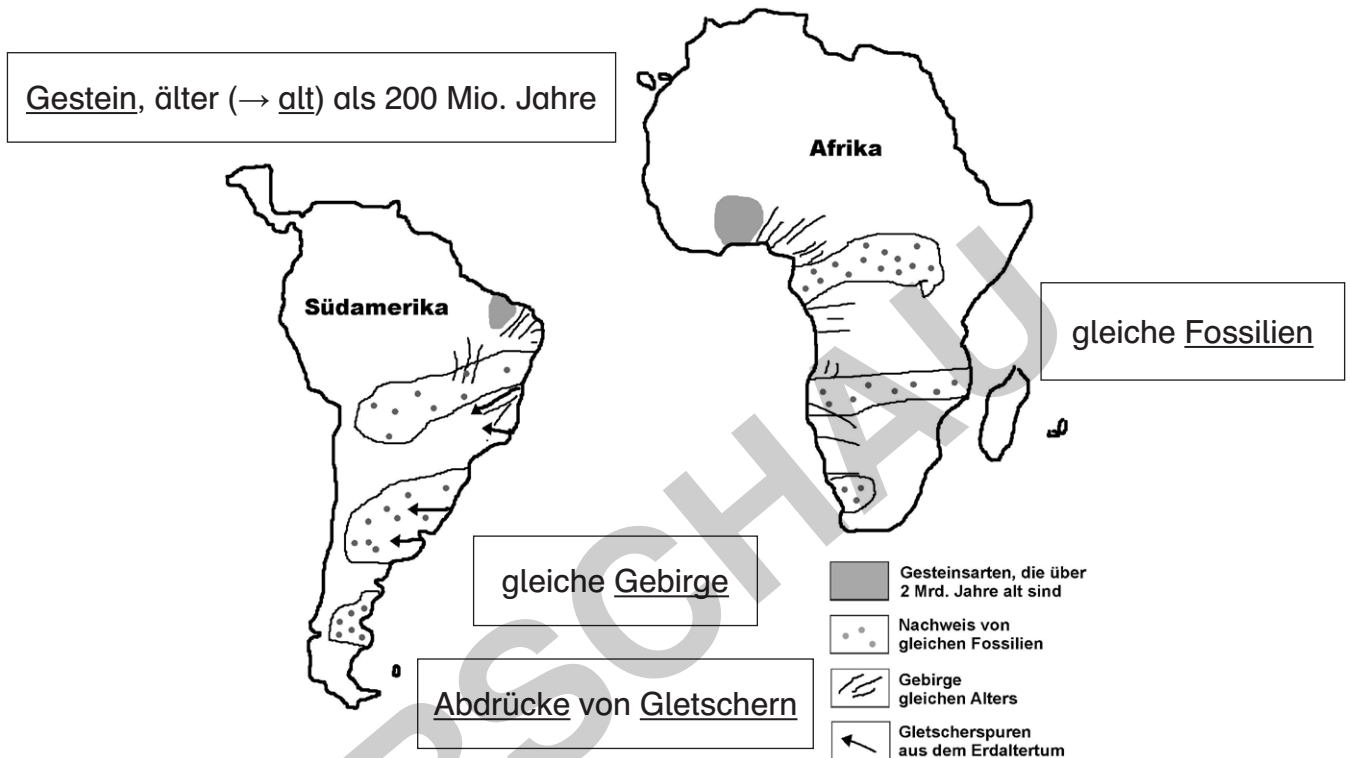 Gestein, älter (→ alt) als 200 Mio. Jahre
Afrika
Südamerika
gleiche Fossilien
gleiche Gebirge
Abdrücke von Gletschern
Gesteinsarten, die über
2 Mrd. Jahre alt sind
Nachweis von
gleichen Fossilien
Gebirge
gleichen Alters
Gletscherspuren
aus dem Erdaltertum
RSCHAU